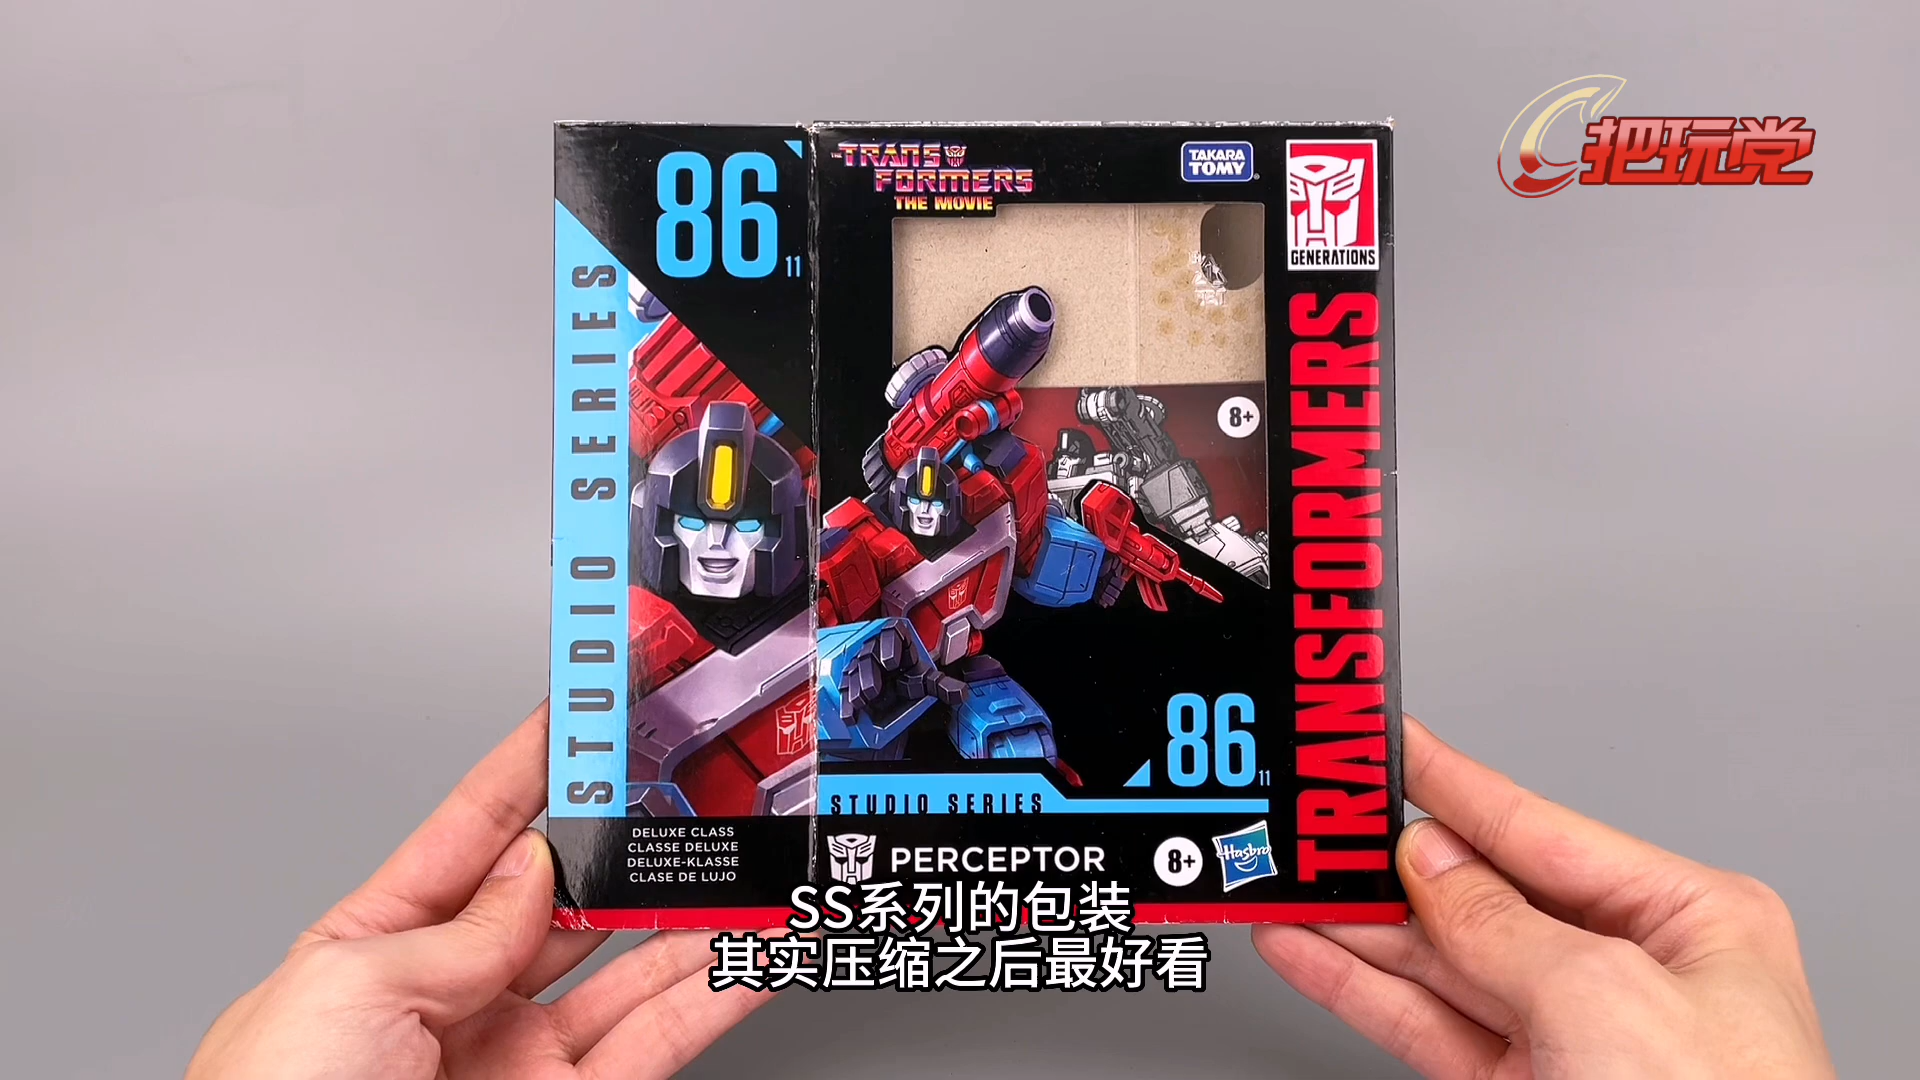 把玩党
86
11
STUDIO SERIES
DELUXE CLASS
CLASSE DELUXE
DELUXE-KLASSE
CLASE DE LUJO
THE TRANSFORMERS
THE MOVIE
TAKARA
TOMY
GENERATIONS
TRANSFORMERS
8+
86
11
STUDIO SERIES
PERCEPTOR
8+
Hasbro
SS系列的包装
其实压缩之后最好看